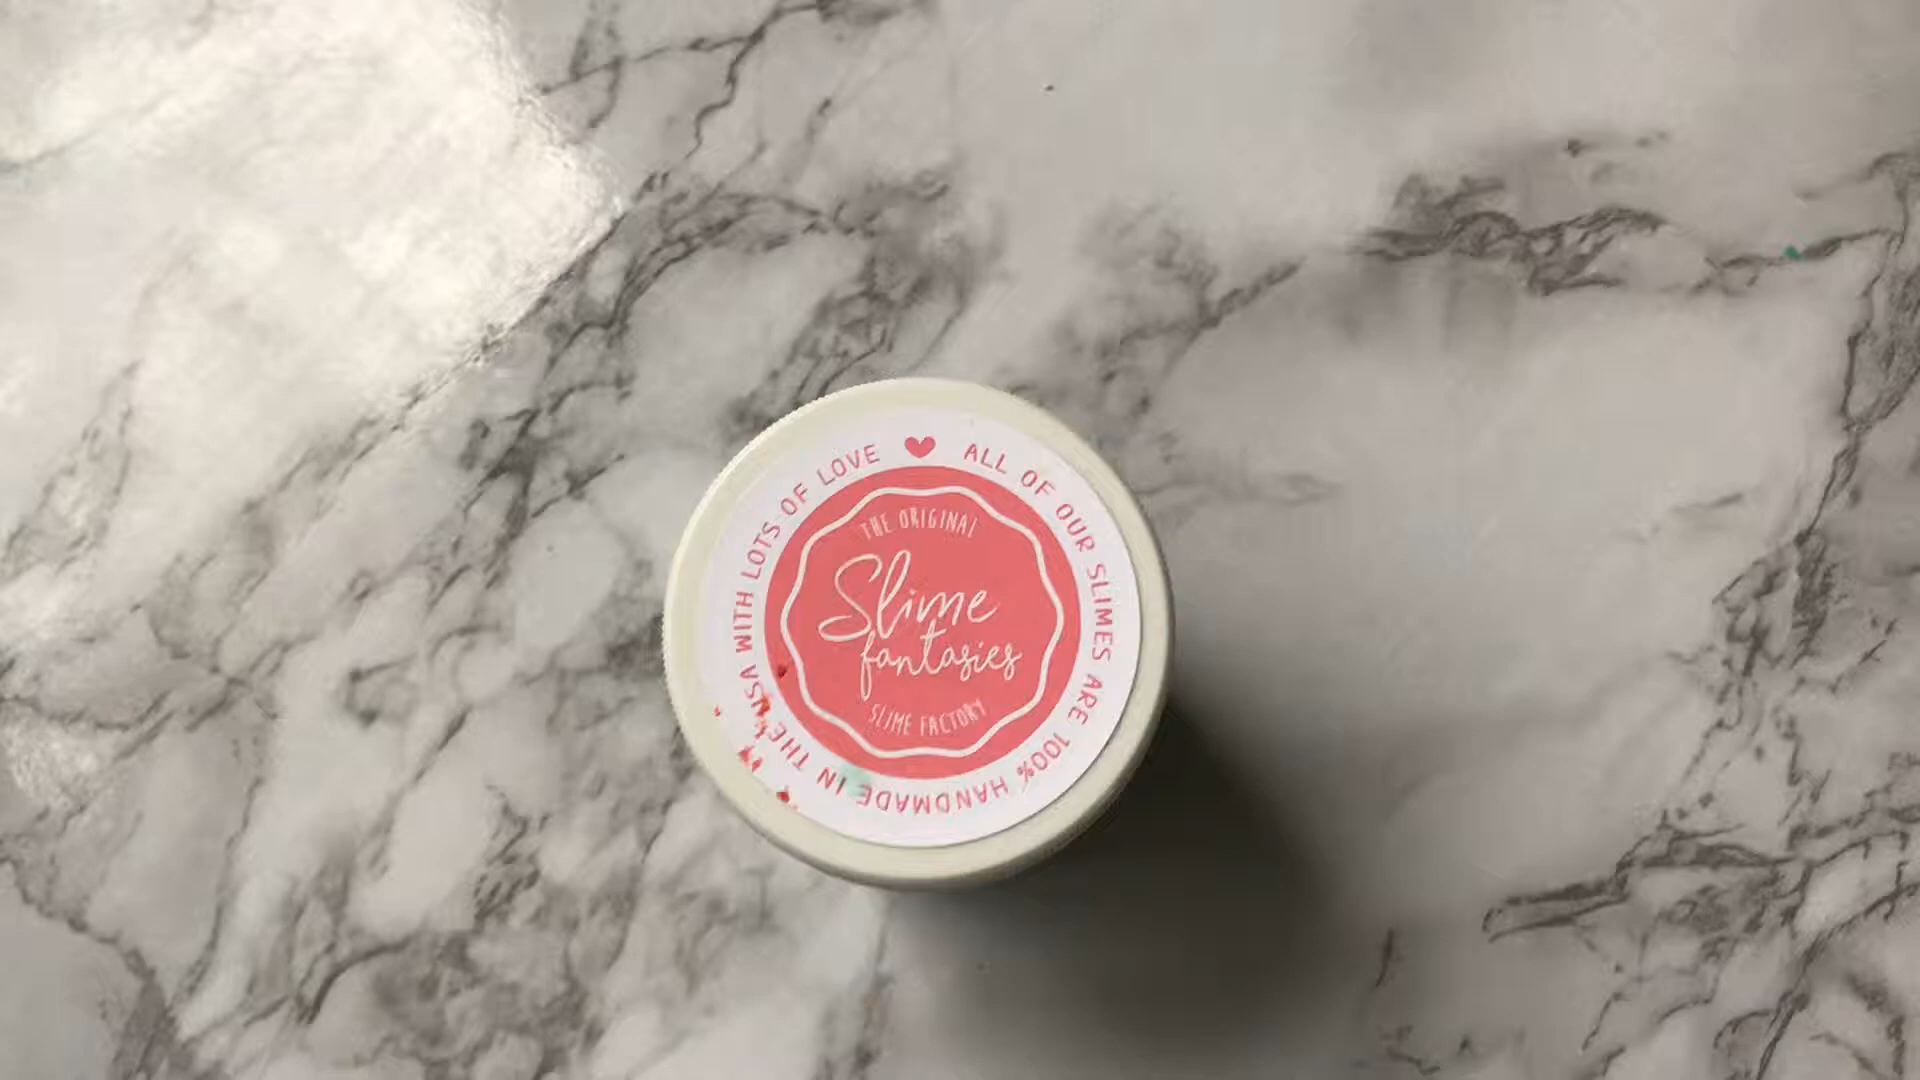 ALL OF OUR SLIMES ARE 100% HANDMADE IN THE USA WITH LOTS OF LOVE
THE ORIGINAL
Slime
fantasies
SLIME FACTORY